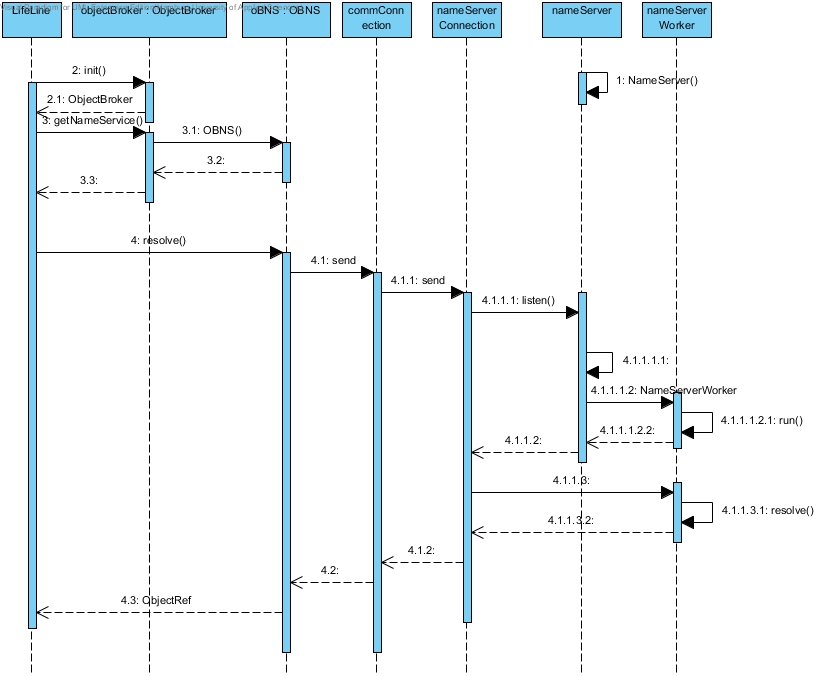 LifeLine
objectBroker : ObjectBroker
oBNS : OBNS
commConn
ection
nameServer
Connection
nameServer
nameServer
Worker
1: NameServer()
2: init()
2.1: ObjectBroker
3: getNameService()
3.1: OBNS()
3.2:
3.3:
4: resolve()
4.1: send
4.1.1: send
4.1.1.1: listen()
4.1.1.1.1:
4.1.1.1.2: NameServerWorker
4.1.1.1.2.1: run()
4.1.1.1.2.2:
4.1.1.2:
4.1.1.3:
4.1.1.3.1: resolve()
4.1.1.3.2:
4.1.2:
4.2:
4.3: ObjectRef